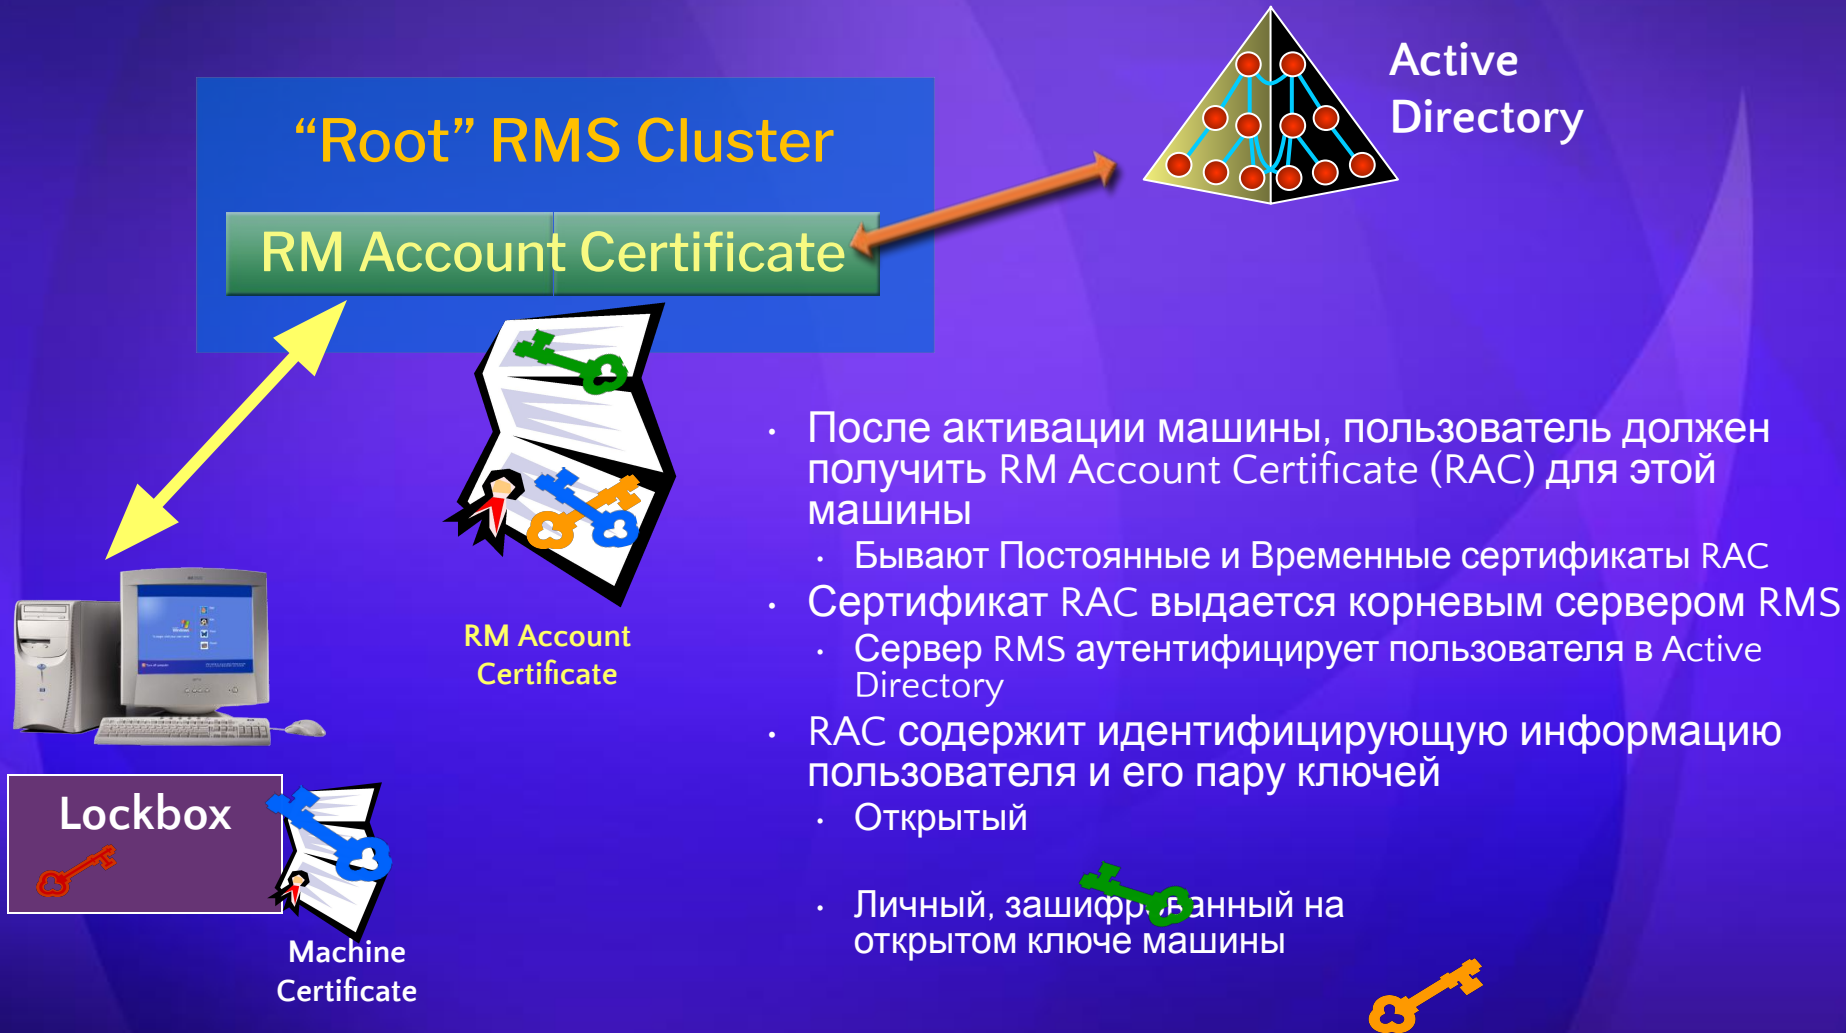 Active
Directory
“Root” RMS Cluster
RM Account Certificate
RM Account
Certificate
Lockbox
Machine
Certificate
· После активации машины, пользователь должен
получить RM Account Certificate (RAC) для этой
машины
· Бывают Постоянные и Временные сертификаты RAC
· Сертификат RAC выдается корневым сервером RMS
· Сервер RMS аутентифицирует пользователя в Active
Directory
· RAC содержит идентифицирующую информацию
пользователя и его пару ключей
· Открытый
· Личный, зашифрованный на
открытом ключе машины